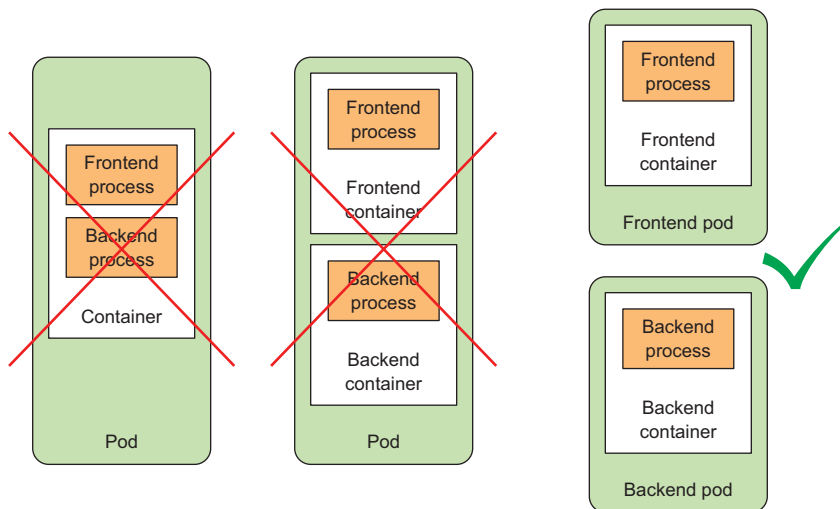 Frontend
process
Backend
process
Container
Pod
Frontend
process
Frontend
container
Backend
process
Backend
container
Pod
Frontend
process
Frontend
container
Frontend pod
Backend
process
Backend
container
Backend pod